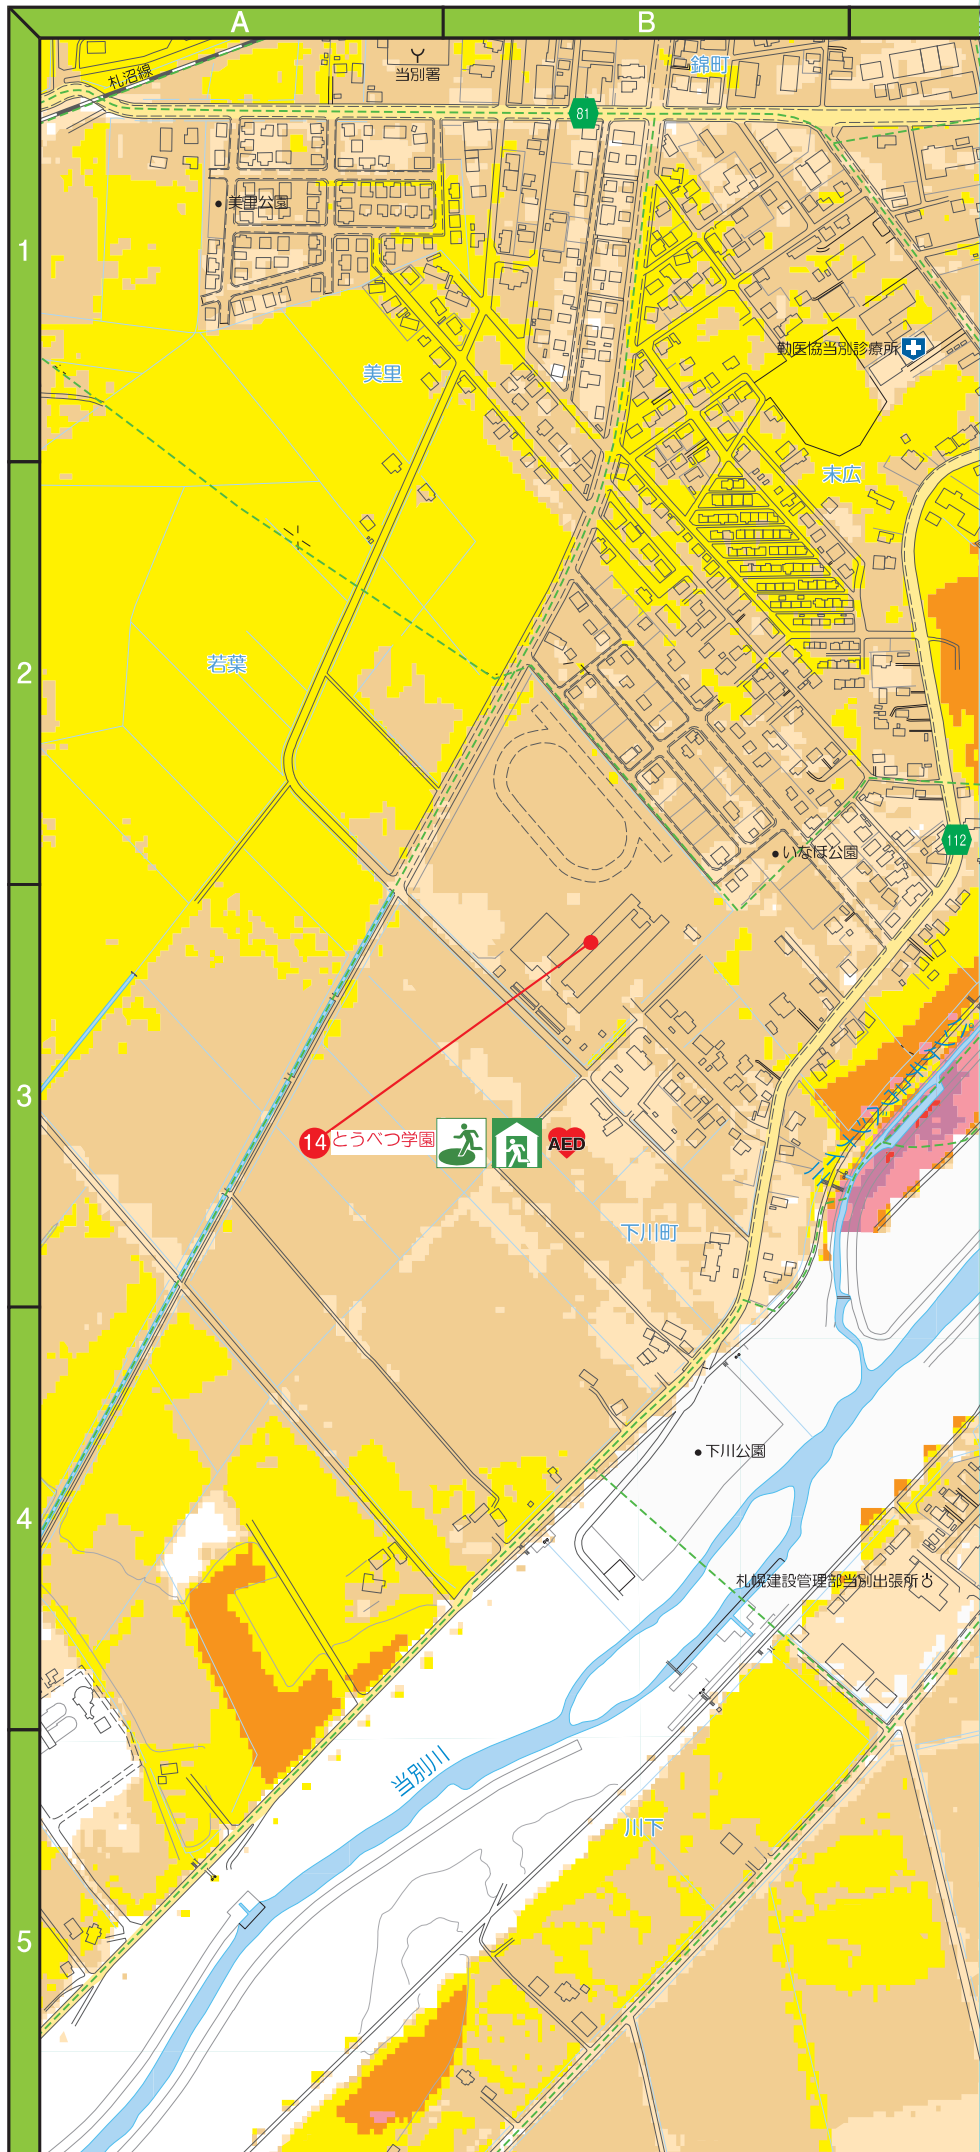 A
B
札沼線
当別署
錦町
81
美里公園
1
勤医協当別診療所
美里
末広
若葉
2
112
いなほ公園
3
14 とうべつ学園 AED
下川町
下川公園
4
札幌建設管理部当別出張所
当別川
川下
5